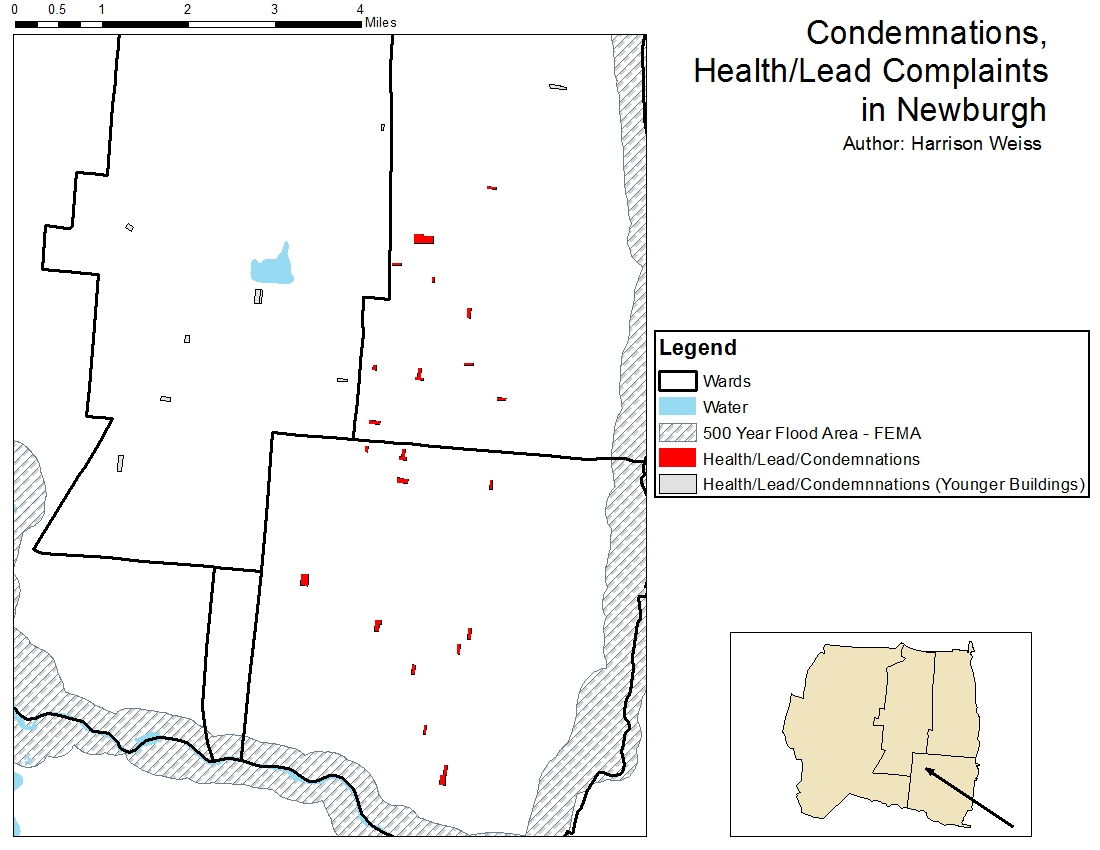 0 0.5 1 2 3 4
Miles
Condemnations,
Health/Lead Complaints
in Newburgh
Author: Harrison Weiss
Legend
Wards
Water
500 Year Flood Area - FEMA
Health/Lead/Condemnations
Health/Lead/Condemnnations (Younger Buildings)